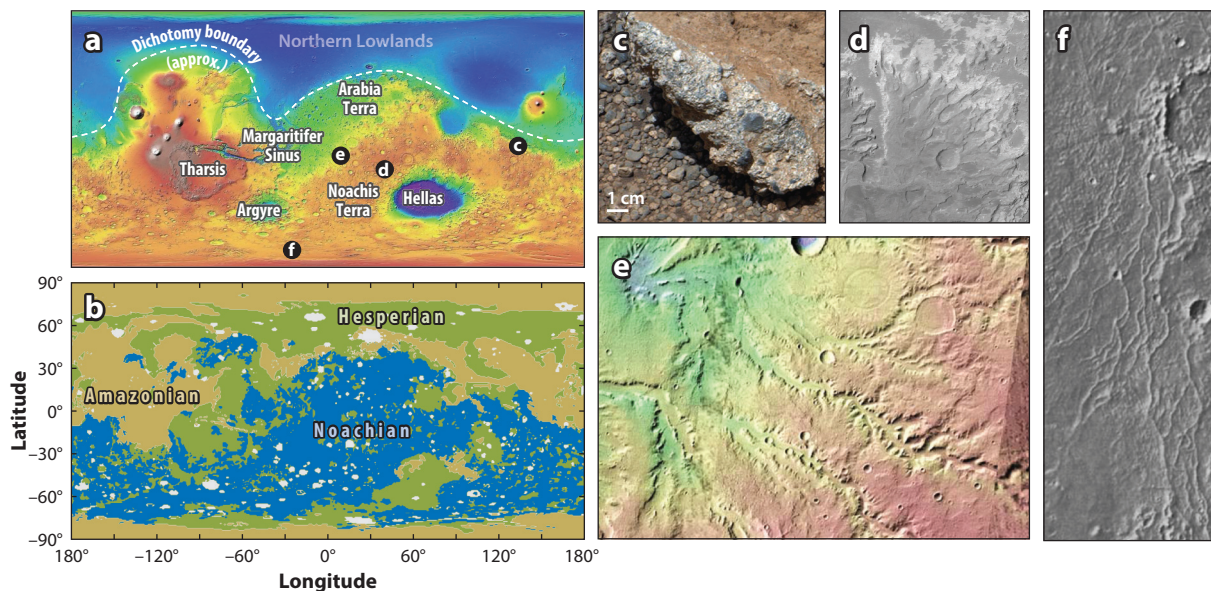 a
Dichotomy boundary
(approx.)
Northern Lowlands
Arabia
Terra
Margaritifer
Sinus
Tharsis
Argyre
Noachis
Terra
Hellas
e
d
c
f
b
Hesperian
Amazonian
Noachian
90°
60°
30°
0°
–30°
–60°
–90°
Latitude
180°
–120°
–60°
0°
60°
120°
180°
Longitude
c
1 cm
d
e
f